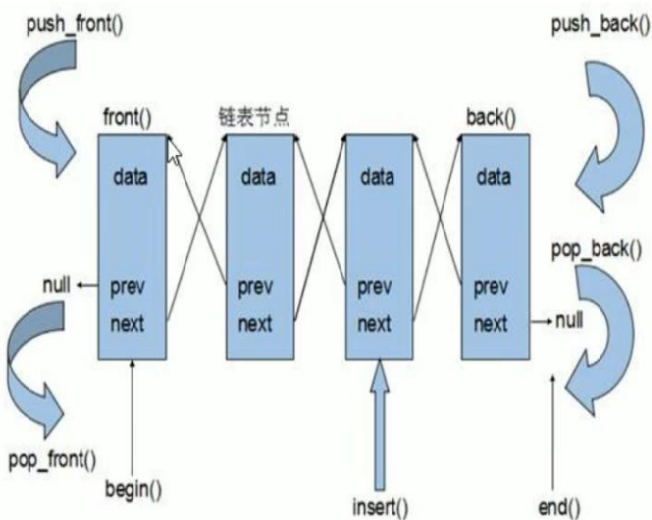 push_front()
push_back()
front()
链表节点
back()
data
data
data
data
pop_back()
null
prev
prev
prev
prev
next
next
next
next
null
pop_front()
begin()
insert()
end()